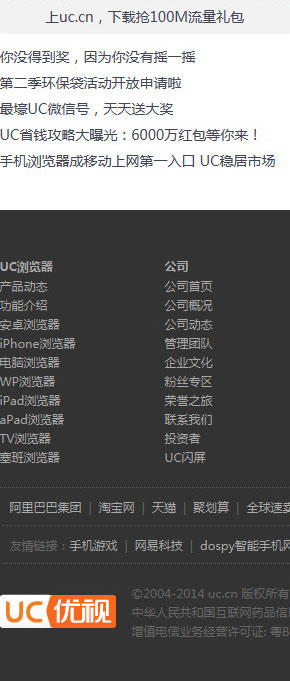 上uc.cn，下载抢100M流量礼包
你没得到奖，因为你没有摇一摇
第二季环保袋活动开放申请啦
最壕UC微信号，天天送大奖
UC省钱攻略大曝光：6000万红包等你来！
手机浏览器成移动上网第一入口 UC稳居市场
UC浏览器 公司
产品动态 公司首页
功能介绍 公司概况
安卓浏览器 公司动态
iPhone浏览器 管理团队
电脑浏览器 企业文化
WP浏览器 粉丝专区
iPad浏览器 荣誉之旅
aPad浏览器 联系我们
TV浏览器 投资者
塞班浏览器 UC闪屏
阿里巴巴集团 | 淘宝网 | 天猫 | 聚划算 | 全球速卖
友情链接：手机游戏 | 网易科技 | dospy智能手机网
UC优视
©2004-2014 uc.cn 版权所有
中华人民共和国互联网药品信息
增值电信业务经营许可证: 粤B